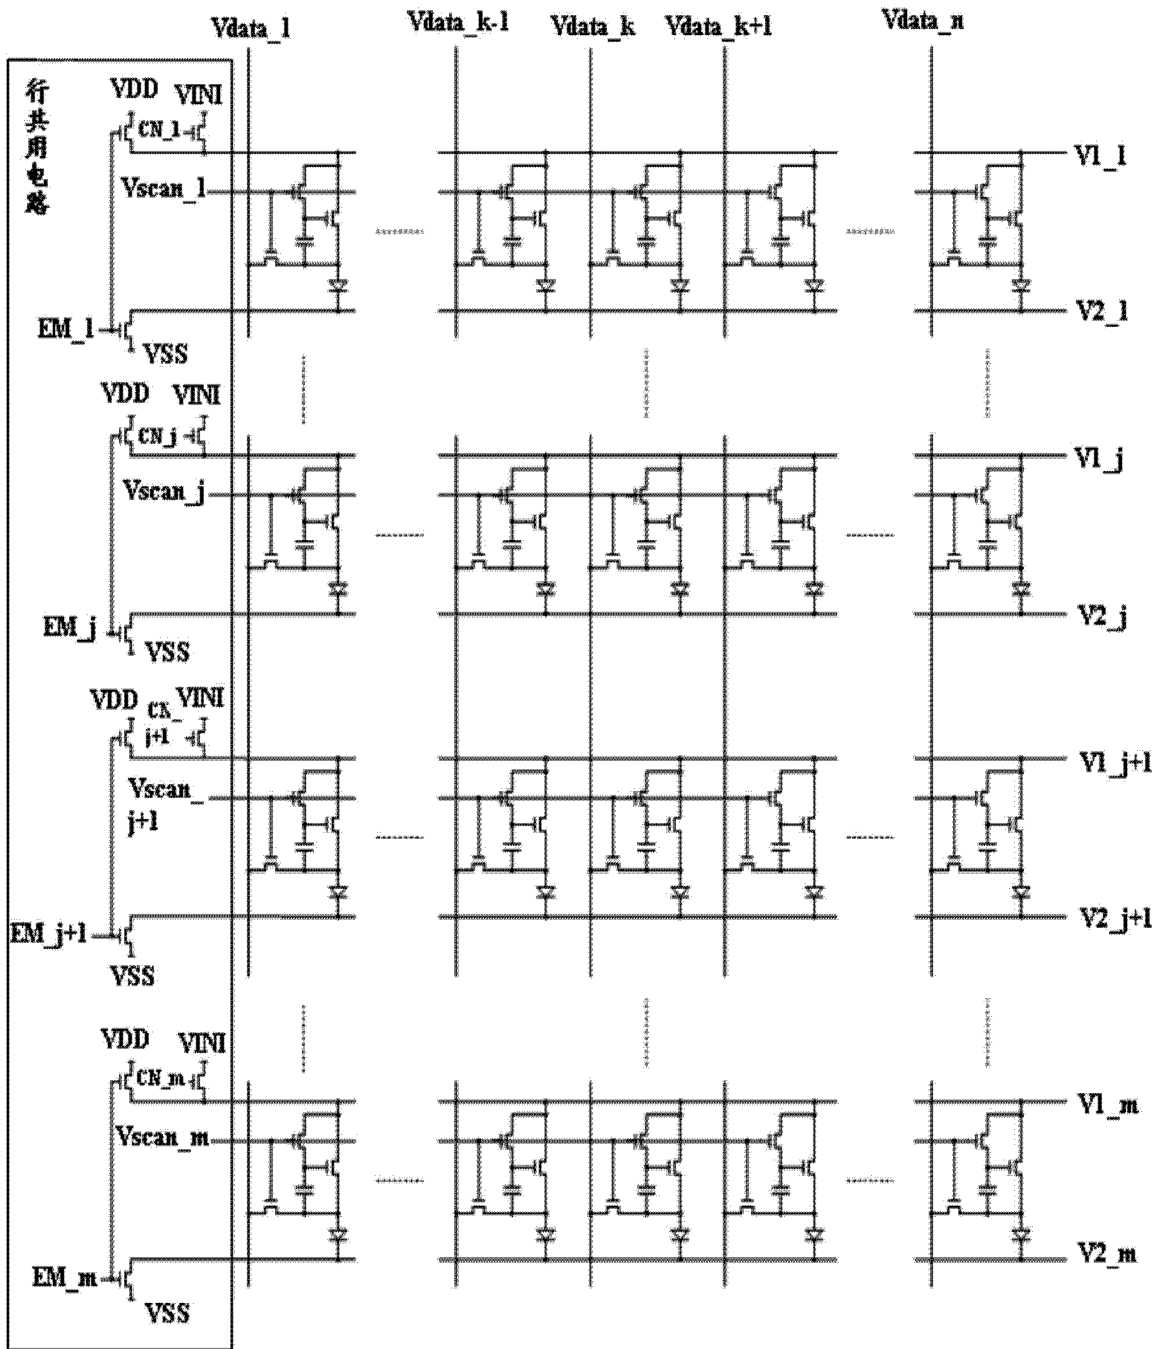 Vdata_1
Vdata_k-1
Vdata_k
Vdata_k+1
Vdata_n
行共用电路
VDD
VINI
CN_1
V1_1
Vscan_1
EM_1
V2_1
VSS
VDD
VINI
CN_j
V1_j
Vscan_j
EM_j
V2_j
VSS
VDD
CN_
j+1
VINI
V1_j+1
Vscan_
j+1
EM_j+1
V2_j+1
VSS
VDD
VINI
CN_m
V1_m
Vscan_m
EM_m
V2_m
VSS